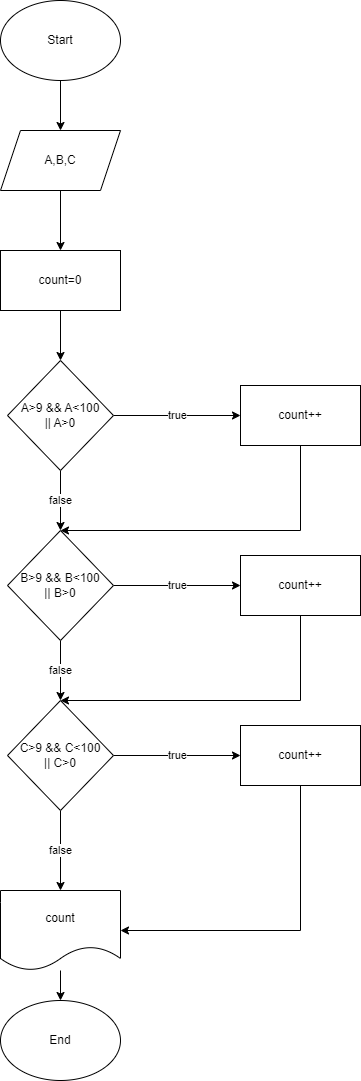 Start
A,B,C
count=0
A>9 && A<100
|| A>0
true
count++
false
B>9 && B<100
|| B>0
true
count++
false
C>9 && C<100
|| C>0
true
count++
false
count
End